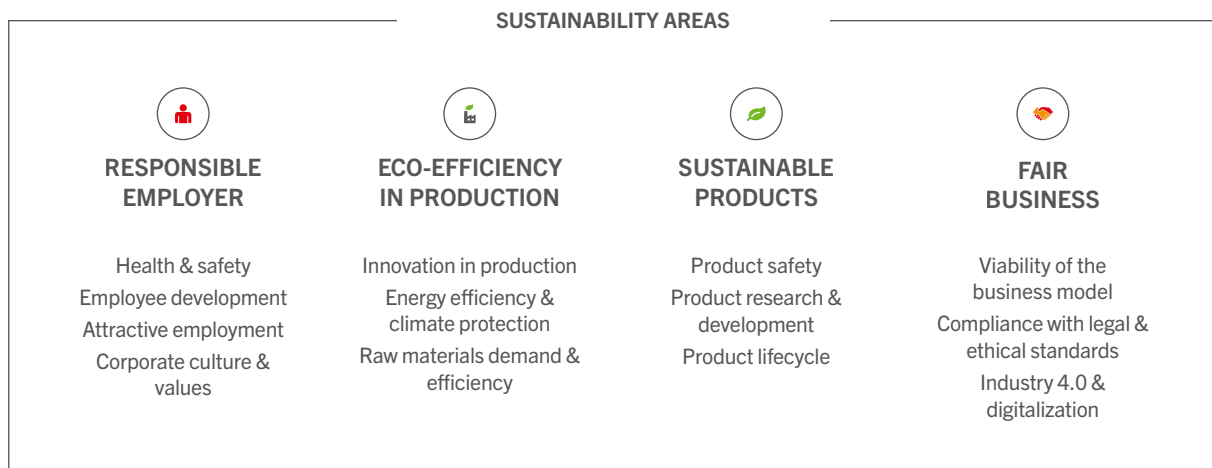 SUSTAINABILITY AREAS
RESPONSIBLE
EMPLOYER
Health & safety
Employee development
Attractive employment
Corporate culture &
values
ECO-EFFICIENCY
IN PRODUCTION
Innovation in production
Energy efficiency &
climate protection
Raw materials demand &
efficiency
SUSTAINABLE
PRODUCTS
Product safety
Product research &
development
Product lifecycle
FAIR
BUSINESS
Viability of the
business model
Compliance with legal &
ethical standards
Industry 4.0 &
digitalization